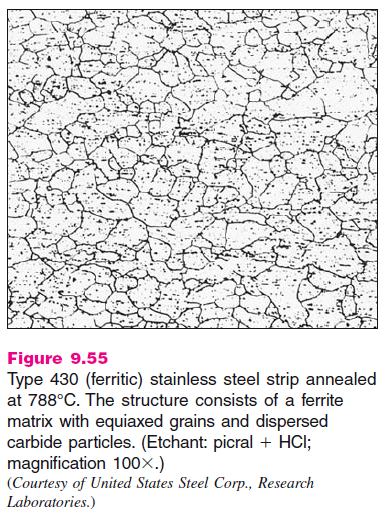 Figure 9.55
Type 430 (ferritic) stainless steel strip annealed
at 788°C. The structure consists of a ferrite
matrix with equiaxed grains and dispersed
carbide particles. (Etchant: picral + HCl;
magnification 100×.)
(Courtesy of United States Steel Corp., Research
Laboratories.)